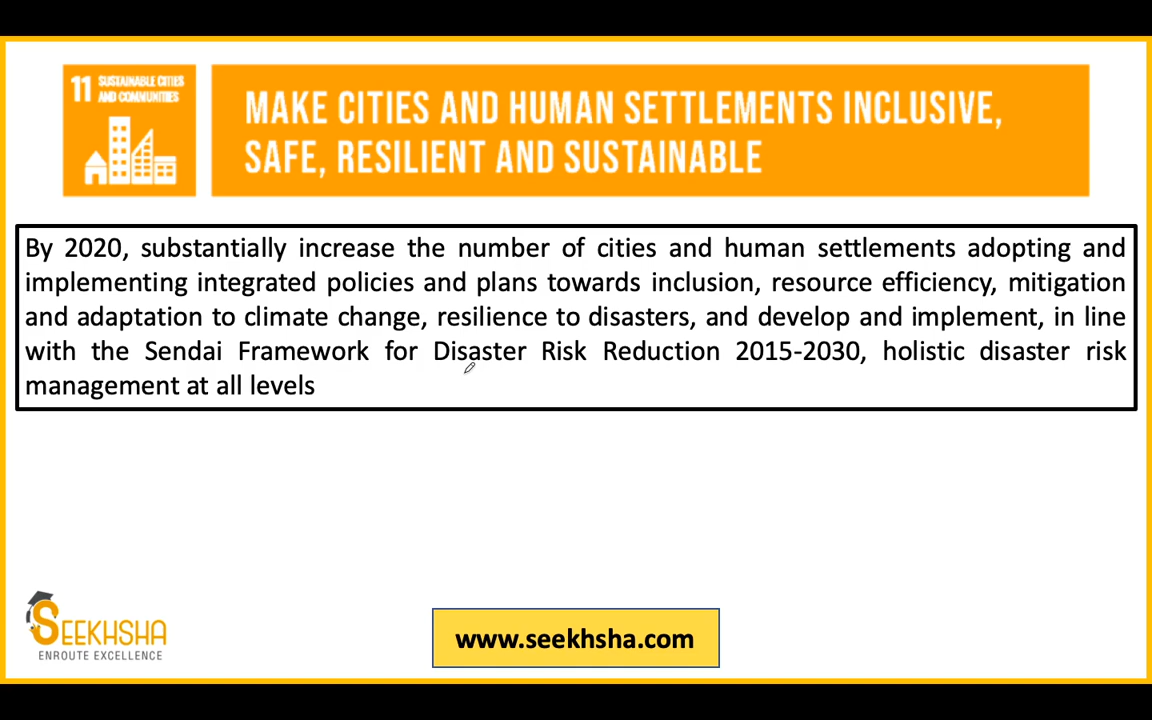 11 SUSTAINABLE CITIES
AND COMMUNITIES
MAKE CITIES AND HUMAN SETTLEMENTS INCLUSIVE,
SAFE, RESILIENT AND SUSTAINABLE
By 2020, substantially increase the number of cities and human settlements adopting and
implementing integrated policies and plans towards inclusion, resource efficiency, mitigation
and adaptation to climate change, resilience to disasters, and develop and implement, in line
with the Sendai Framework for Disaster Risk Reduction 2015-2030, holistic disaster risk
management at all levels
SEEKHSHA
ENROUTE EXCELLENCE
www.seekhsha.com